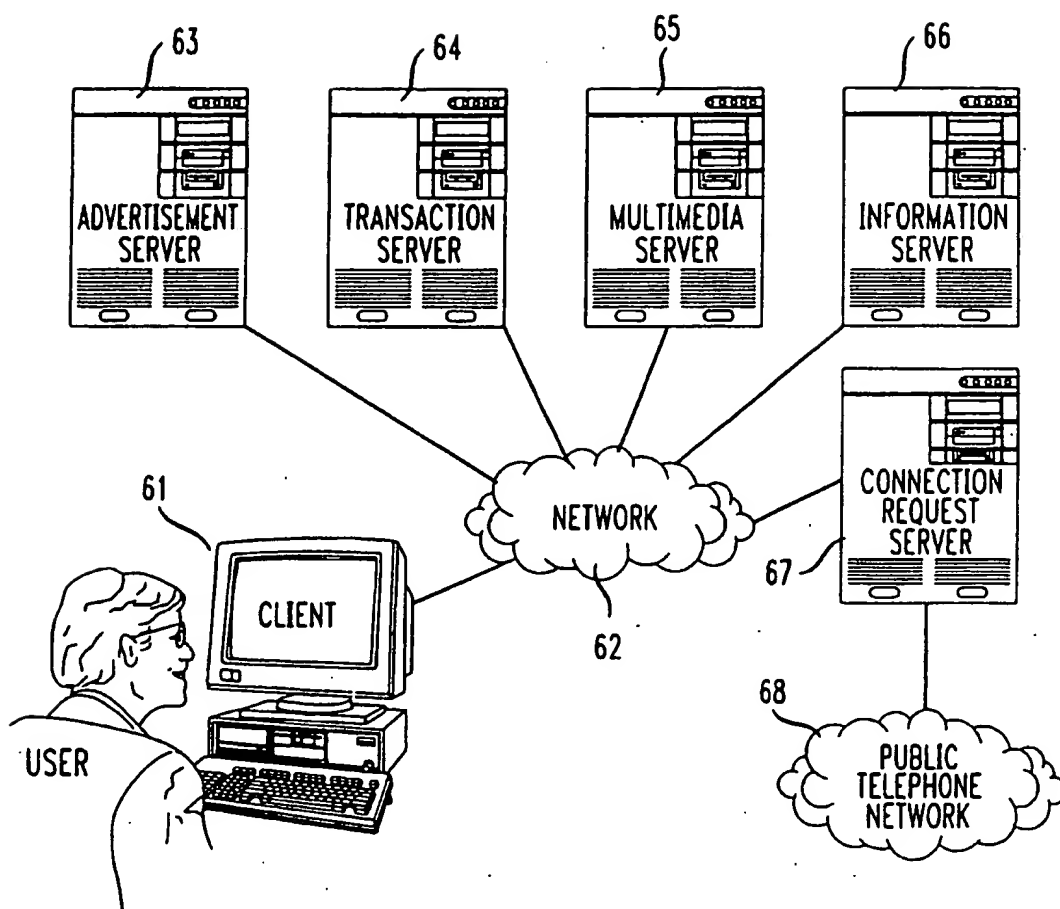 63
64
65
66
ADVERTISEMENT
SERVER
TRANSACTION
SERVER
MULTIMEDIA
SERVER
INFORMATION
SERVER
61
NETWORK
62
CONNECTION
REQUEST
SERVER
67
CLIENT
USER
68
PUBLIC
TELEPHONE
NETWORK